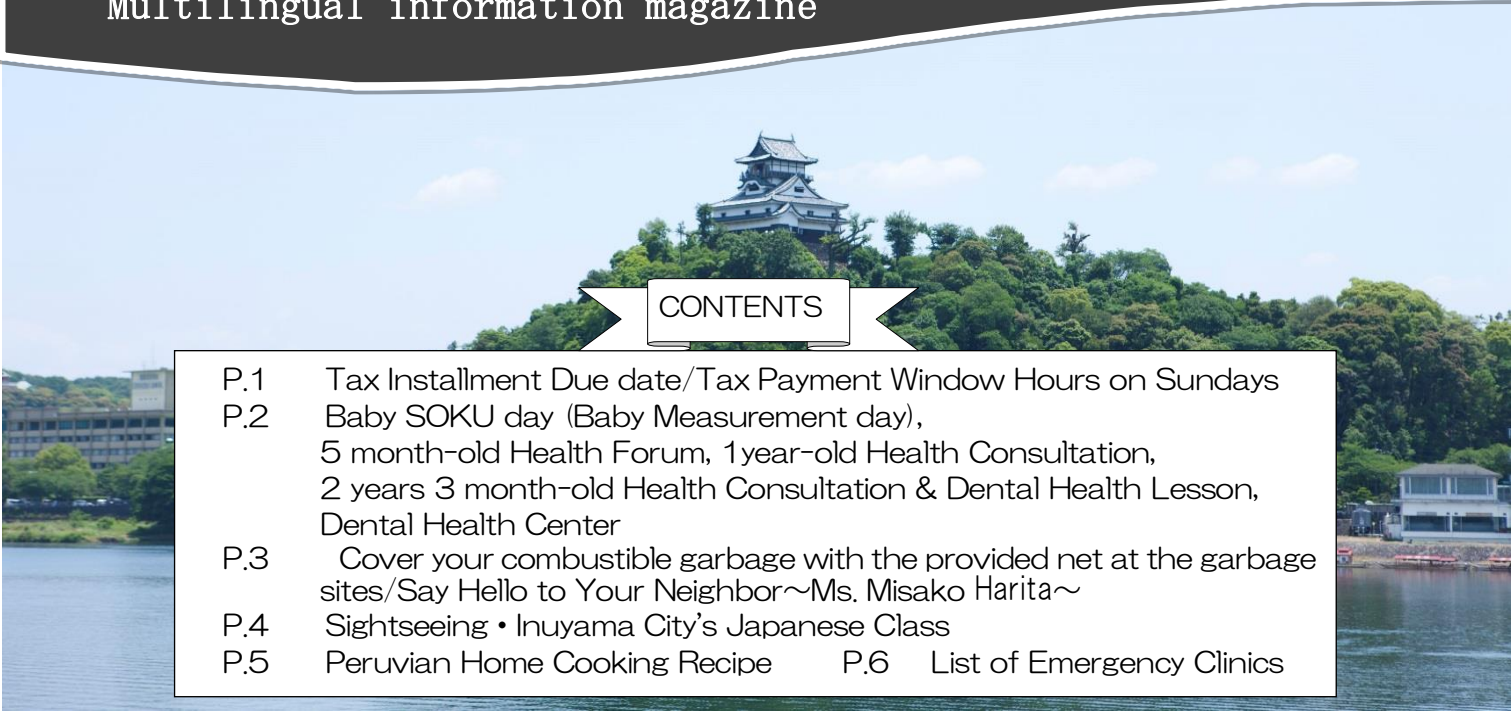 Multilingual information magazine
CONTENTS
P.1 Tax Installment Due date/Tax Payment Window Hours on Sundays
P.2 Baby SOKU day (Baby Measurement day),
5 month-old Health Forum, 1year-old Health Consultation,
2 years 3 month-old Health Consultation & Dental Health Lesson,
Dental Health Center
P.3 Cover your combustible garbage with the provided net at the garbage
sites/Say Hello to Your Neighbor～Ms. Misako Harita～
P.4 Sightseeing・Inuyama City's Japanese Class
P.5 Peruvian Home Cooking Recipe P.6 List of Emergency Clinics